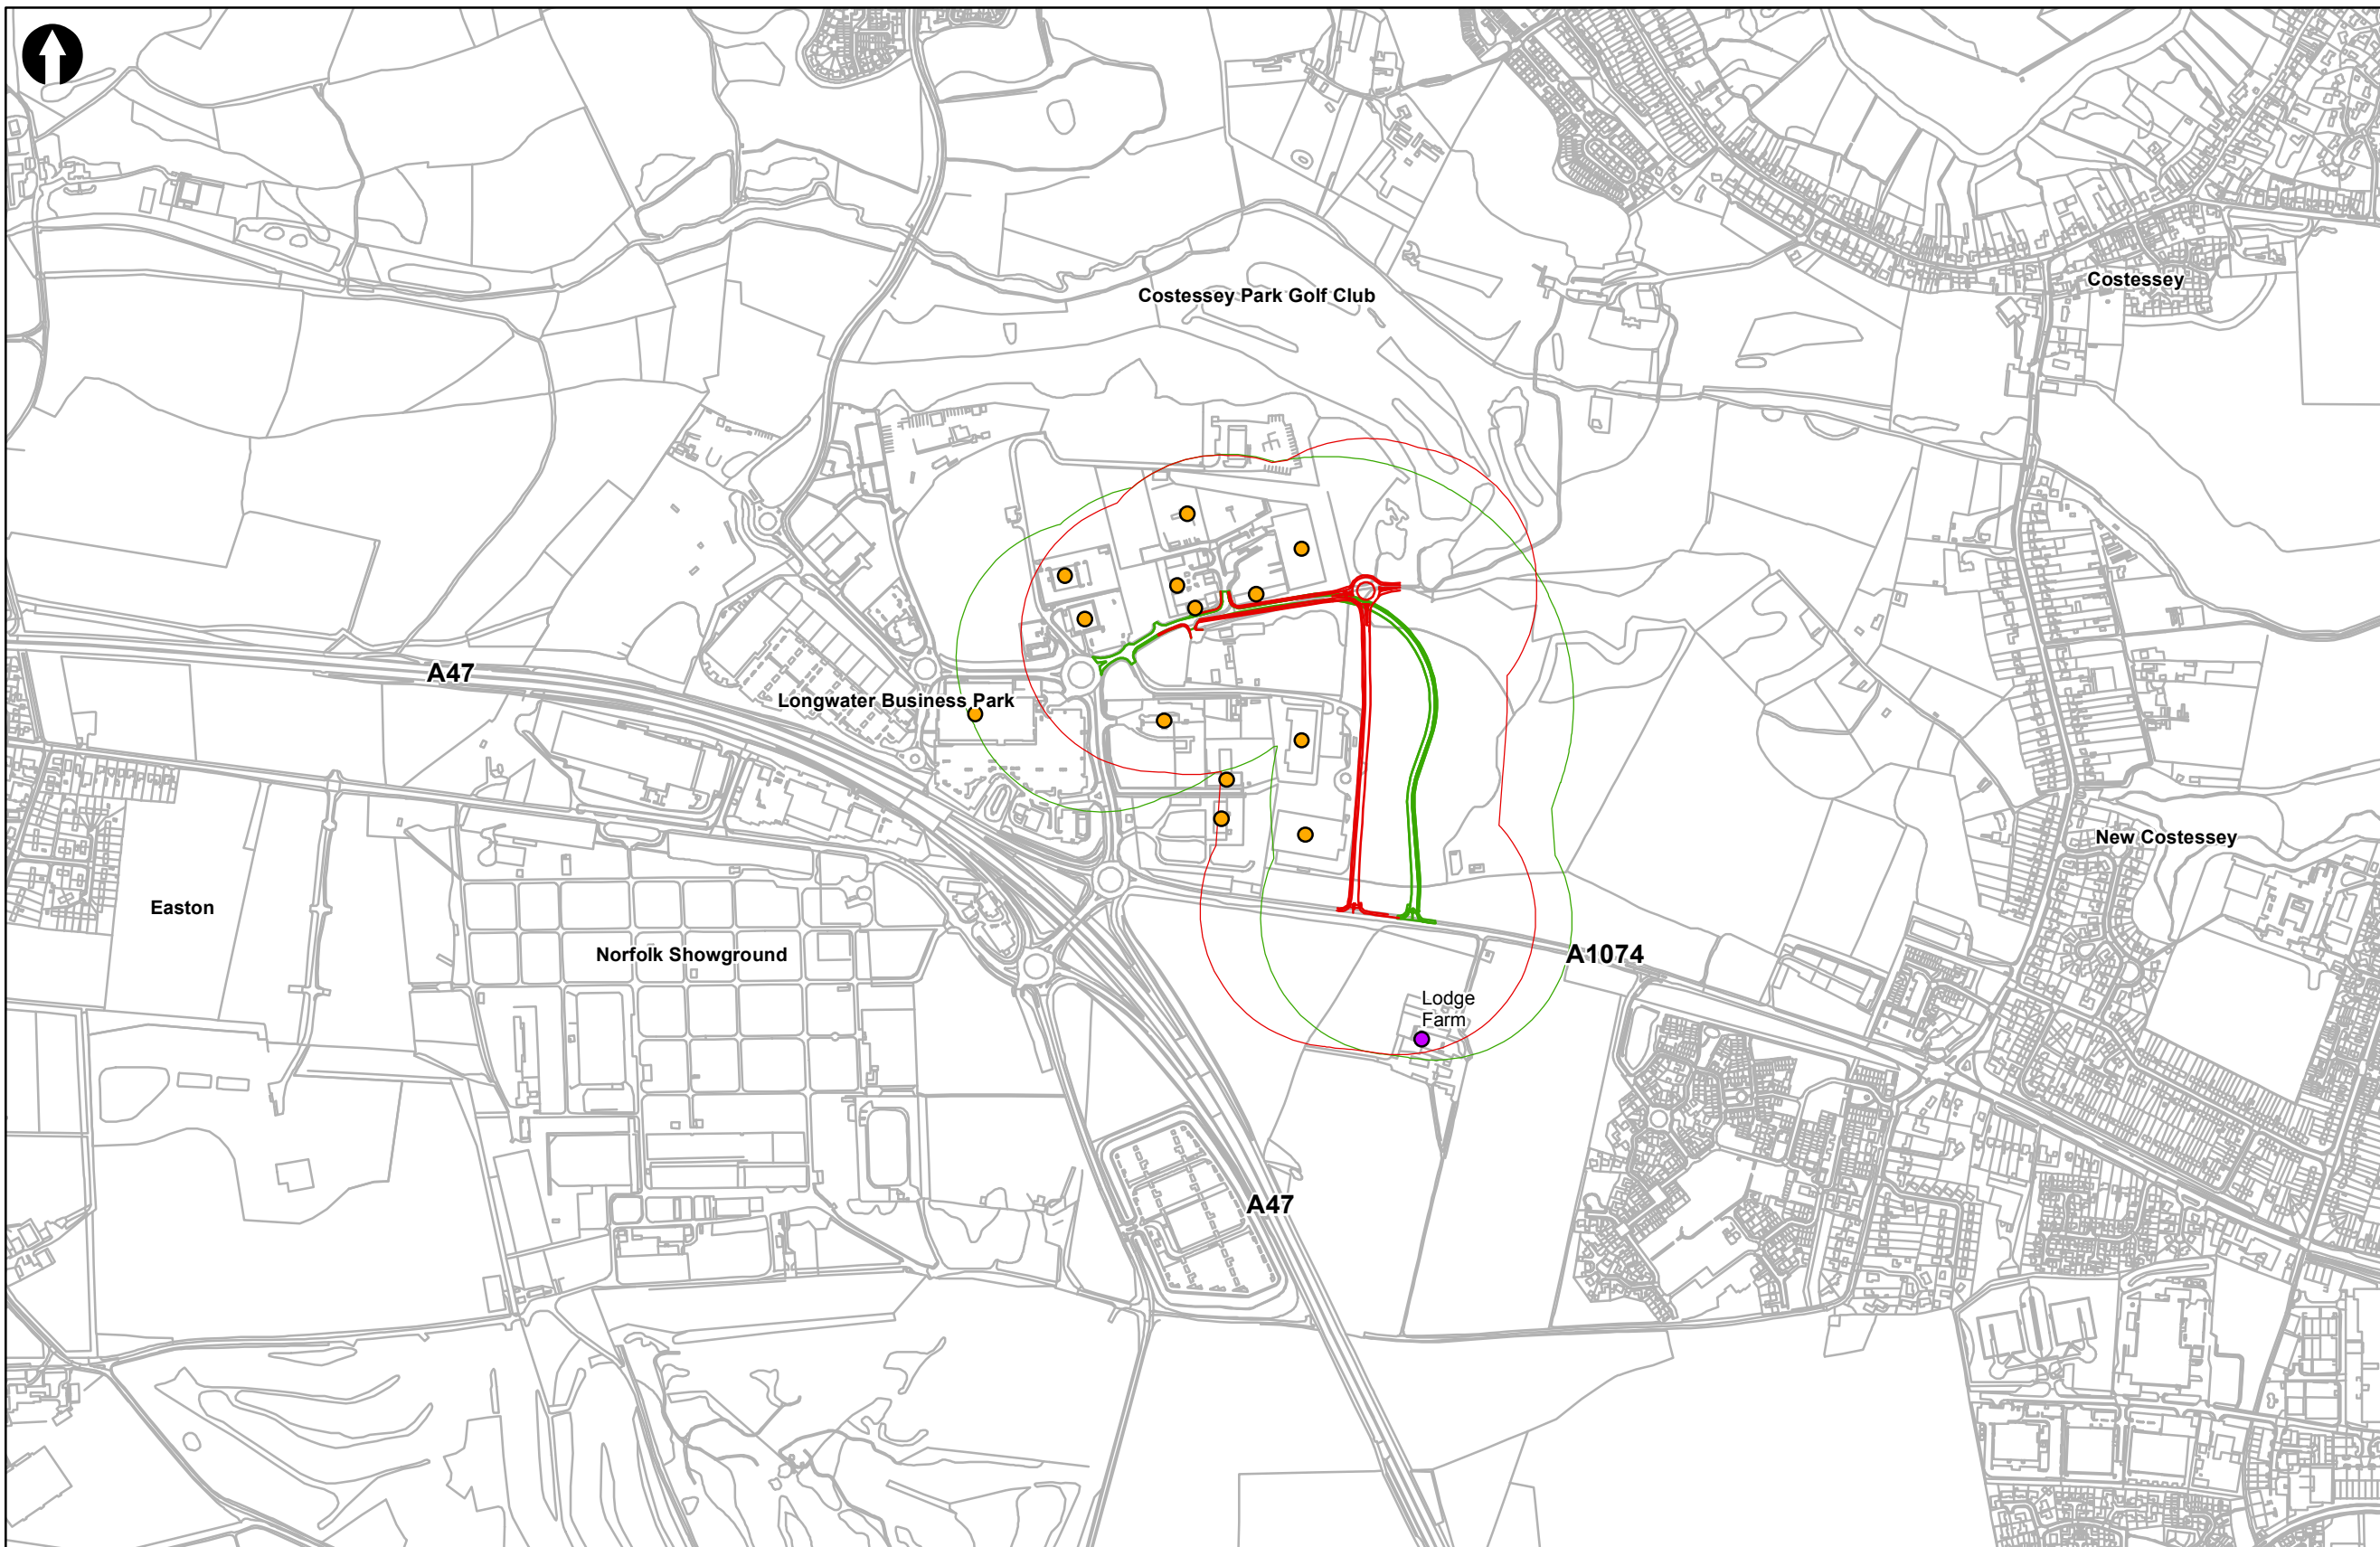 Costessey
Costessey Park Golf Club
A47
Longwater Business Park
New Costessey
Easton
Norfolk Showground
A1074
Lodge
Farm
A47